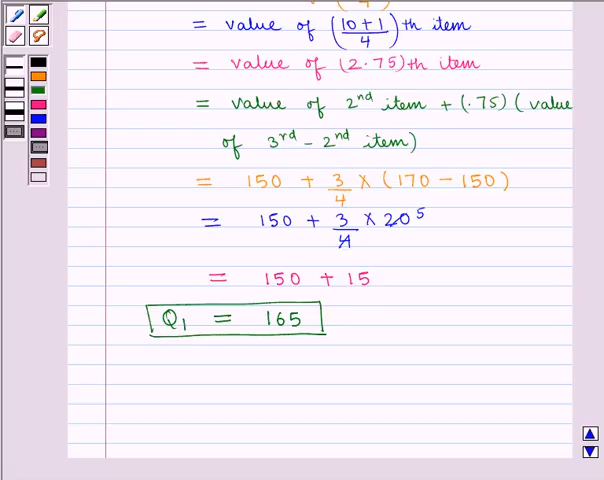 = value of (10+1/4)th item
= value of (2.75)th item
= value of 2nd item + (.75) (value
of 3rd - 2nd item)
= 150 + 3/4 × (170 - 150)
= 150 + 3/4 × 20 5
= 150 + 15
Q1 = 165